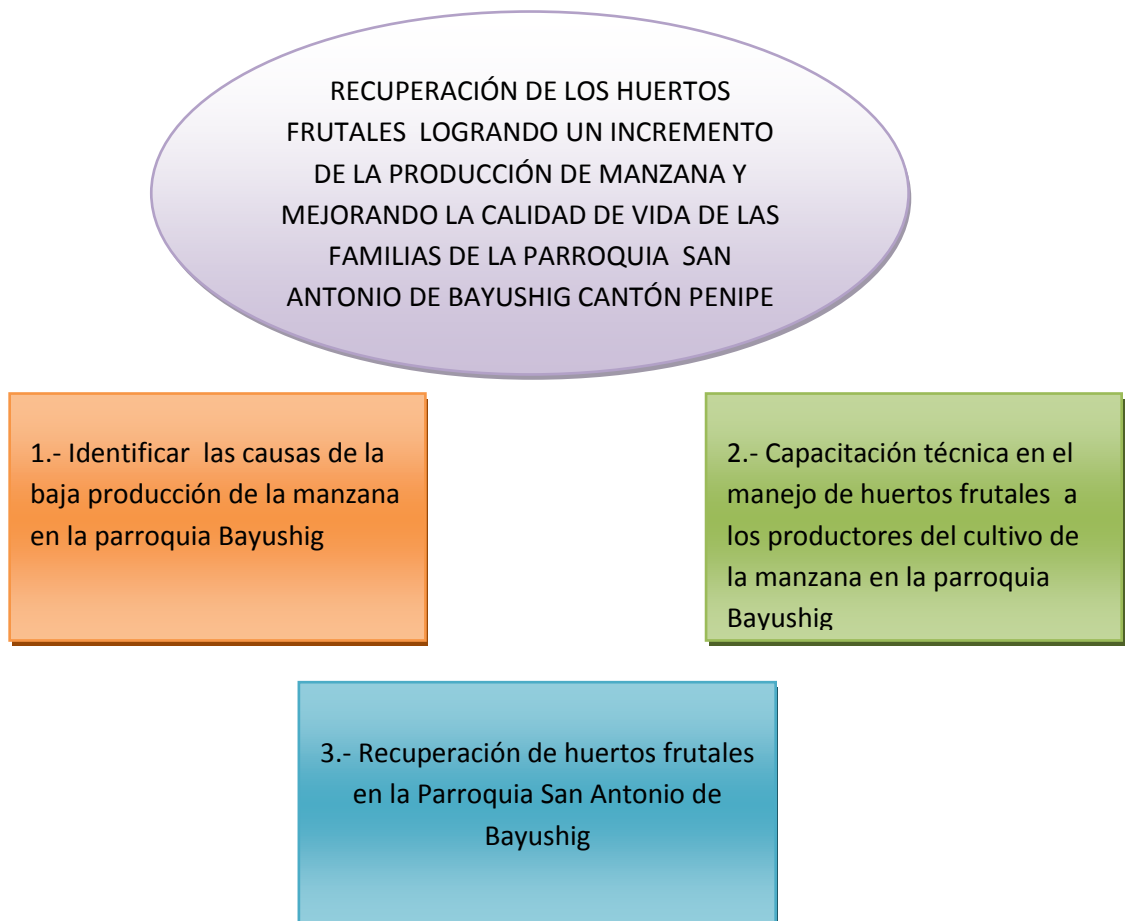 RECUPERACIÓN DE LOS HUERTOS
FRUTALES  LOGRANDO UN INCREMENTO
DE LA PRODUCCIÓN DE MANZANA Y
MEJORANDO LA CALIDAD DE VIDA DE LAS
FAMILIAS DE LA PARROQUIA  SAN
ANTONIO DE BAYUSHIG CANTÓN PENIPE
1.- Identificar  las causas de la
baja producción de la manzana
en la parroquia Bayushig
2.- Capacitación técnica en el
manejo de huertos frutales  a
los productores del cultivo de
la manzana en la parroquia
Bayushig
3.- Recuperación de huertos frutales
en la Parroquia San Antonio de
Bayushig